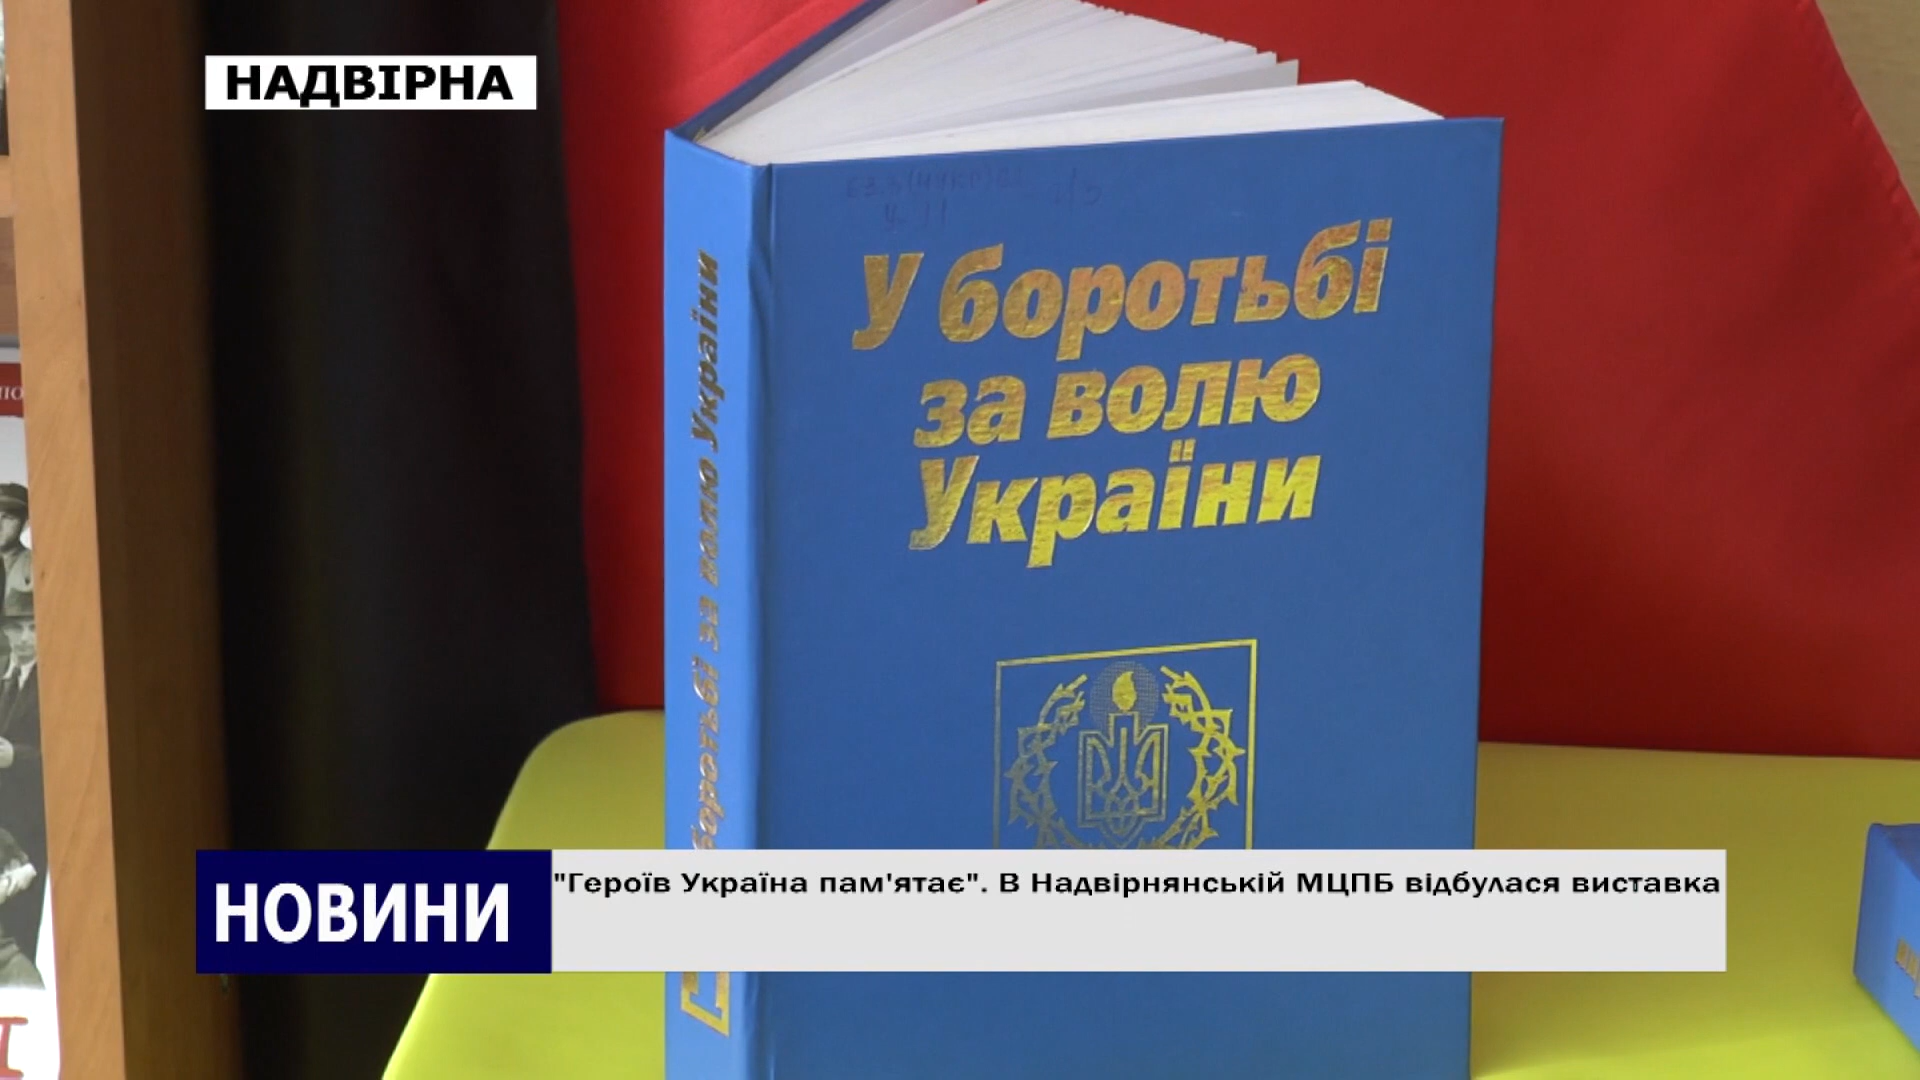 НАДВІРНА
У боротьбі
за волю
України
боротьбі за волю України
НОВИНИ
"Героїв Україна пам'ятає". В Надвірнянській МЦПБ відбулася виставка